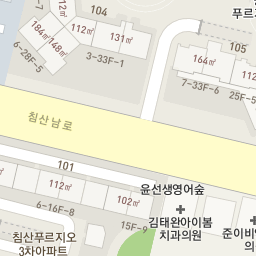 104
푸르지
105
184㎡
148㎡
112㎡
131㎡
164㎡
6-28F-5
3-33F-1
7-33F-6
25F-5
침산남로
101
112㎡
102㎡
6-16F-8
15F-9
윤선생영어숲
김태완아이봄
치과의원
준이비
의
침산푸르지오
3차아파트